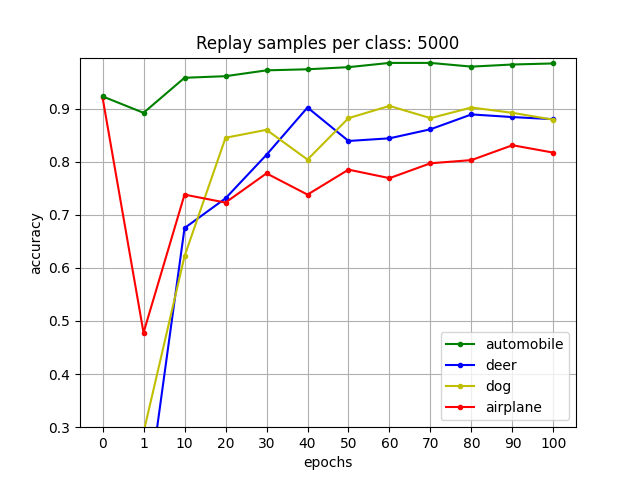 Replay samples per class: 5000
accuracy
0.9
0.8
0.7
0.6
0.5
0.4
0.3
automobile
deer
dog
airplane
0 1 10 20 30 40 50 60 70 80 90 100
epochs